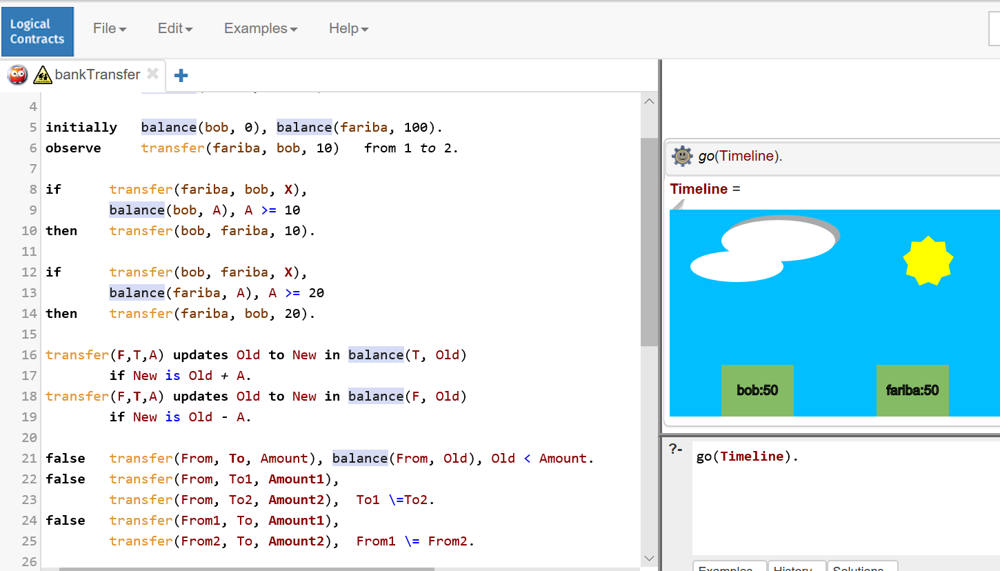 Logical
Contracts
File
Edit
Examples
Help
bankTransfer
4
5 initially balance(bob, 0), balance(fariba, 100).
6 observe transfer(fariba, bob, 10) from 1 to 2.
7
8 if transfer(fariba, bob, X),
9 balance(bob, A), A >= 10
10 then transfer(bob, fariba, 10).
11
12 if transfer(bob, fariba, X),
13 balance(fariba, A), A >= 20
14 then transfer(fariba, bob, 20).
15
16 transfer(F,T,A) updates Old to New in balance(T, Old)
17 if New is Old + A.
18 transfer(F,T,A) updates Old to New in balance(F, Old)
19 if New is Old - A.
20
21 false transfer(From, To, Amount), balance(From, Old), Old < Amount.
22 false transfer(From, To1, Amount1),
23 transfer(From, To2, Amount2), To1 \=To2.
24 false transfer(From1, To, Amount1),
25 transfer(From2, To, Amount2), From1 \= From2.
26
go(Timeline).
Timeline =
bob:50
fariba:50
?-
go(Timeline).
Examples
History
Solutions